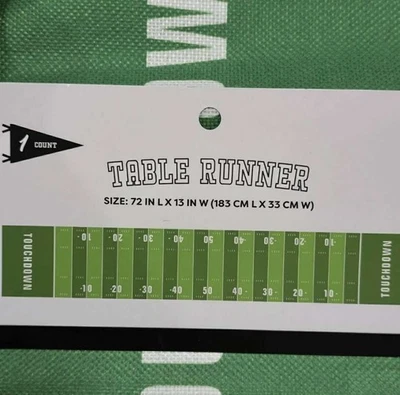 W
1 COUNT
TABLE RUNNER
SIZE: 72 IN L X 13 IN W (183 CM L X 33 CM W)
TOUCHDOWN
10 20 30 40 50 40 30 20 10
10 20 30 40 50 40 30 20 10
TOUCHDOWN